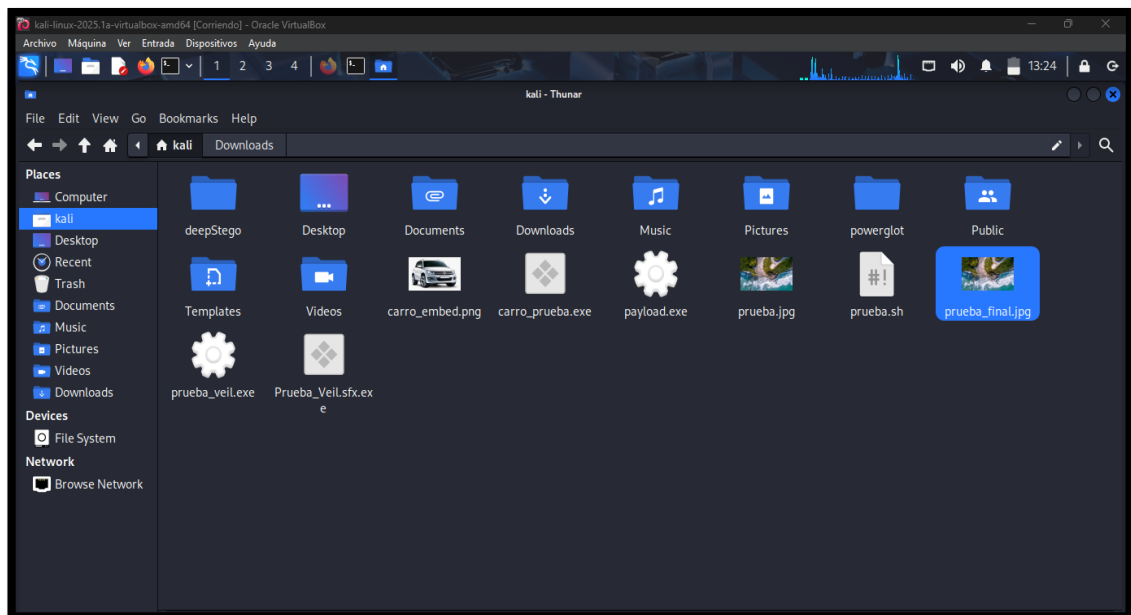 kali-linux-2025.1a-virtualbox-amd64 [Corriendo] - Oracle VirtualBox
Archivo Máquina Ver Entrada Dispositivos Ayuda
1 2 3 4 13:24
kali - Thunar
File Edit View Go Bookmarks Help
kali Downloads
Places
Computer
kali
Desktop
Recent
Trash
Documents
Music
Pictures
Videos
Downloads
Devices
File System
Network
Browse Network
deepStego Desktop Documents Downloads Music Pictures powerglot Public
Templates Videos carro_embed.png carro_prueba.exe payload.exe prueba.jpg prueba.sh prueba_final.jpg
prueba_veil.exe Prueba_Veil.sfx.ex
e